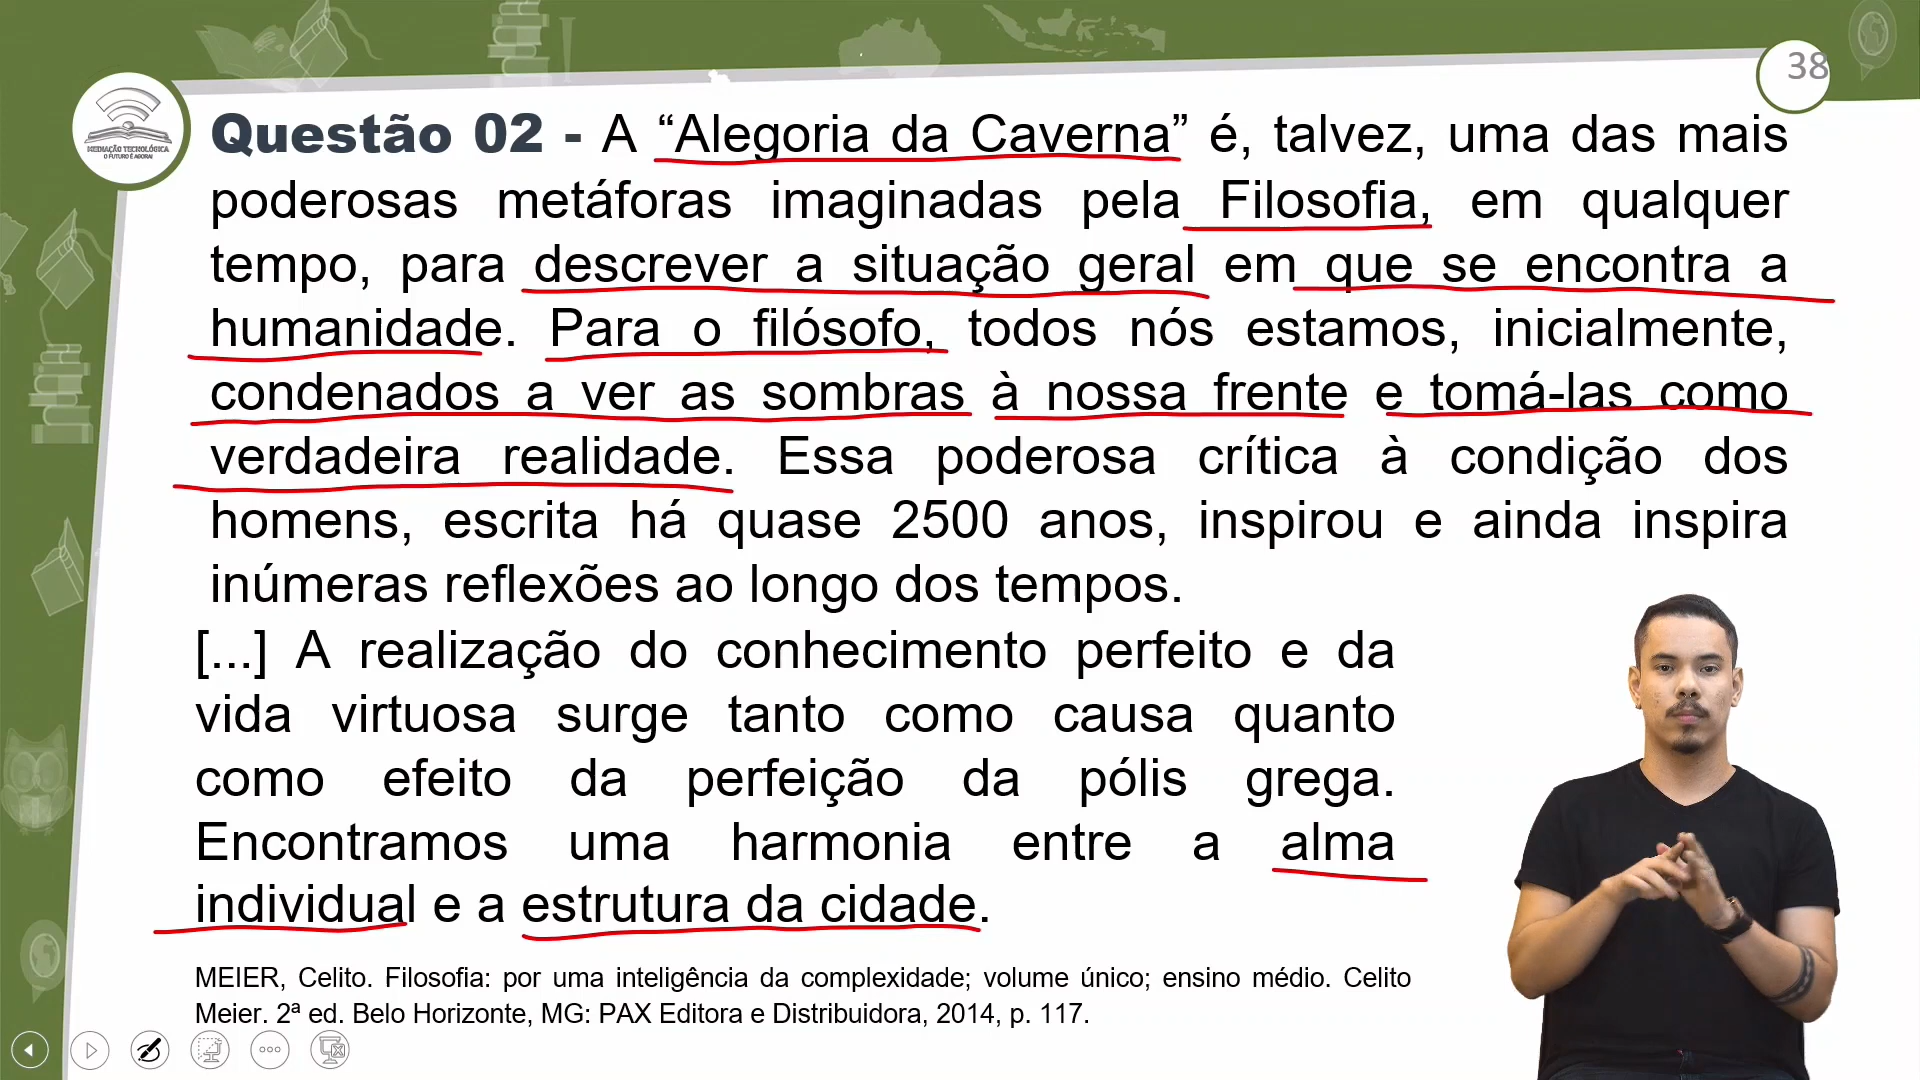 38
MEDIAÇÃO TECNOLÓGICA
O FUTURO É AGORA!
Questão 02 - A “Alegoria da Caverna” é, talvez, uma das mais
poderosas metáforas imaginadas pela Filosofia, em qualquer
tempo, para descrever a situação geral em que se encontra a
humanidade. Para o filósofo, todos nós estamos, inicialmente,
condenados a ver as sombras à nossa frente e tomá-las como
verdadeira realidade. Essa poderosa crítica à condição dos
homens, escrita há quase 2500 anos, inspirou e ainda inspira
inúmeras reflexões ao longo dos tempos.
[...] A realização do conhecimento perfeito e da
vida virtuosa surge tanto como causa quanto
como efeito da perfeição da pólis grega.
Encontramos uma harmonia entre a alma
individual e a estrutura da cidade.
MEIER, Celito. Filosofia: por uma inteligência da complexidade; volume único; ensino médio. Celito
Meier. 2ª ed. Belo Horizonte, MG: PAX Editora e Distribuidora, 2014, p. 117.